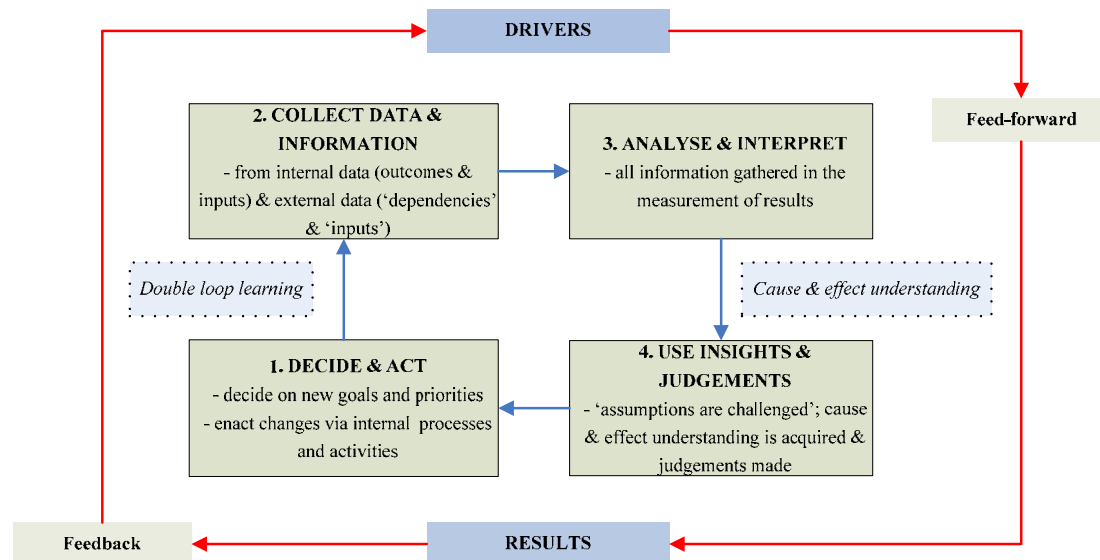 DRIVERS
Feed-forward
2. COLLECT DATA &
INFORMATION
- from internal data (outcomes &
inputs) & external data (‘dependencies’
& ‘inputs’)
3. ANALYSE & INTERPRET
- all information gathered in the
measurement of results
Double loop learning
Cause & effect understanding
1. DECIDE & ACT
- decide on new goals and priorities
- enact changes via internal processes
and activities
4. USE INSIGHTS &
JUDGEMENTS
- ‘assumptions are challenged’; cause
& effect understanding is acquired &
judgements made
Feedback
RESULTS